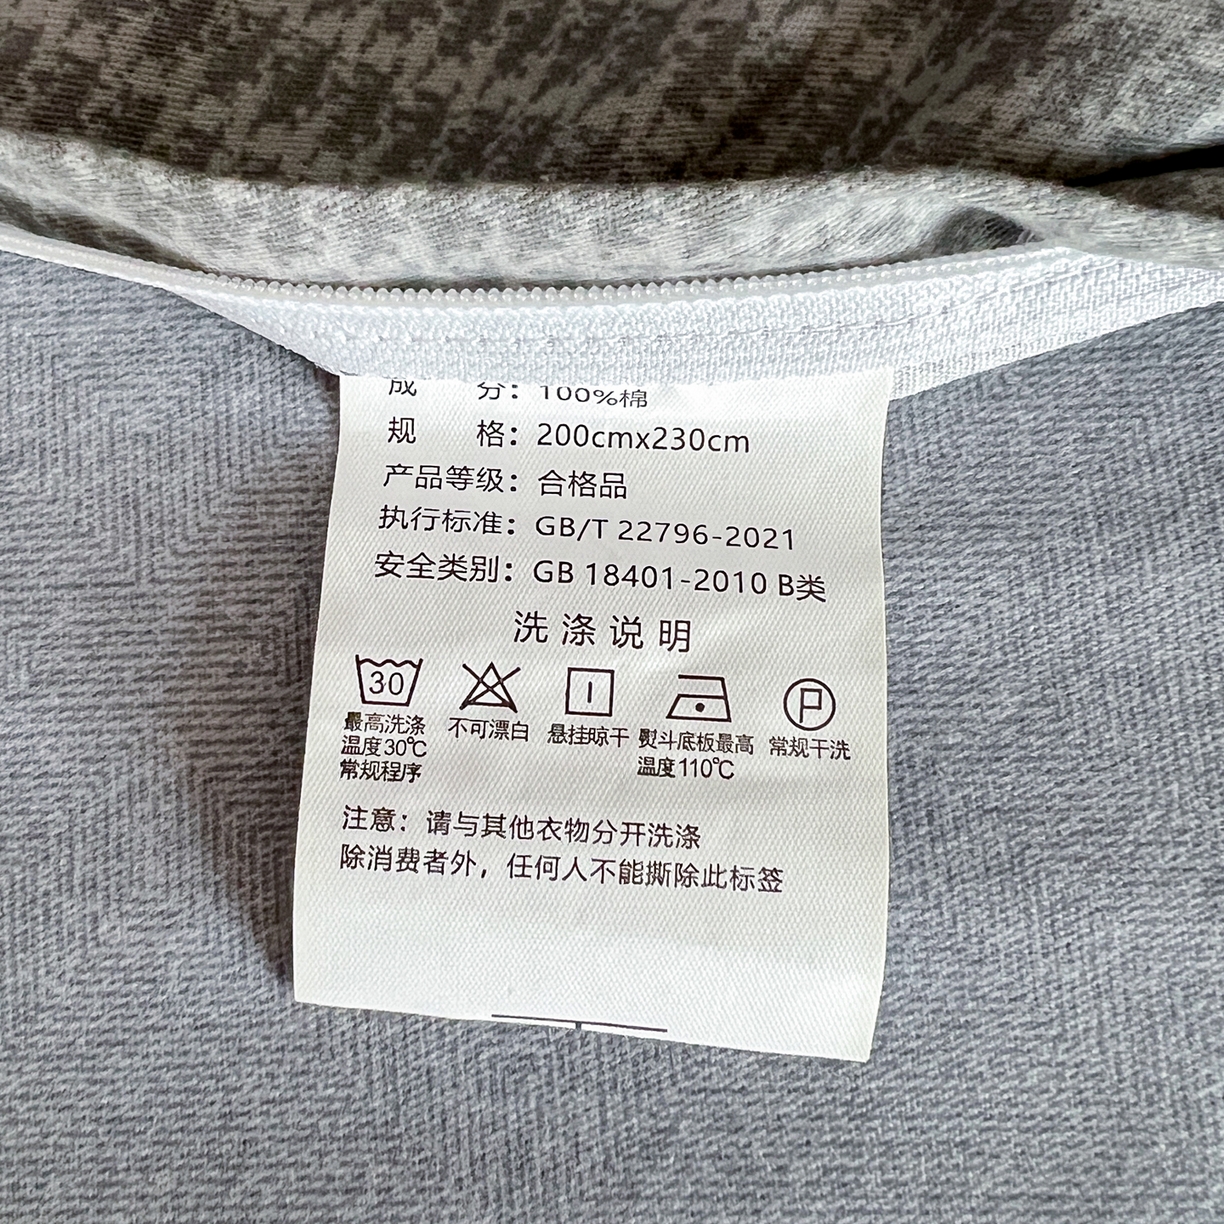 成 分：100%棉
规 格：200cmx230cm
产品等级：合格品
执行标准：GB/T 22796-2021
安全类别：GB 18401-2010 B类
洗涤说明
30
P
最高洗涤温度30℃常规程序
不可漂白
悬挂晾干
熨斗底板最高温度110℃
常规干洗
注意：请与其他衣物分开洗涤
除消费者外，任何人不能撕除此标签